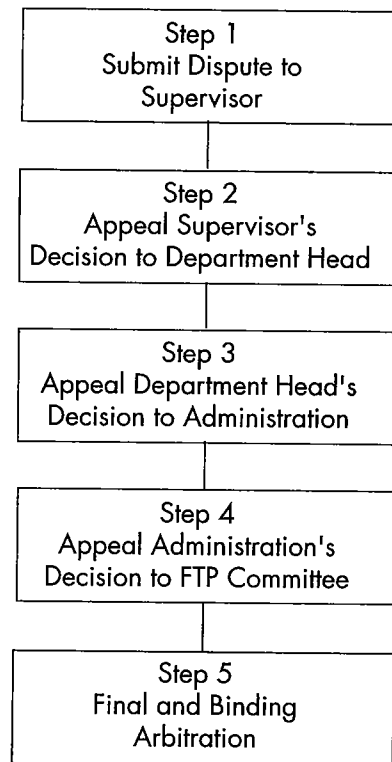 Step 1
Submit Dispute to
Supervisor
Step 2
Appeal Supervisor's
Decision to Department Head
Step 3
Appeal Department Head's
Decision to Administration
Step 4
Appeal Administration's
Decision to FTP Committee
Step 5
Final and Binding
Arbitration